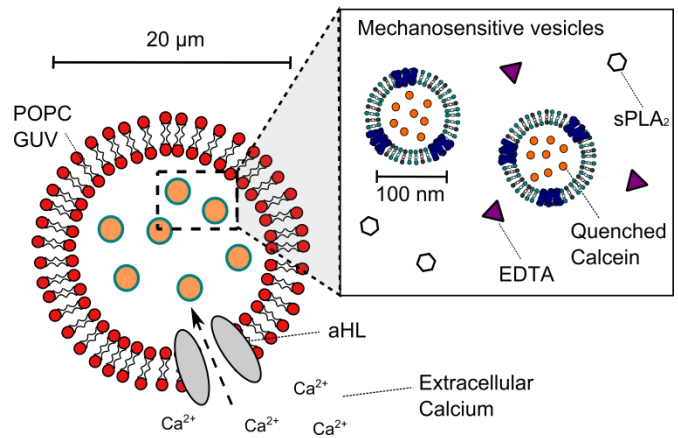 20 µm
POPC
GUV
Mechanosensitive vesicles
sPLA₂
100 nm
Quenched
Calcein
EDTA
aHL
Ca²⁺
Extracellular
Calcium
Ca²⁺
Ca²⁺
Ca²⁺